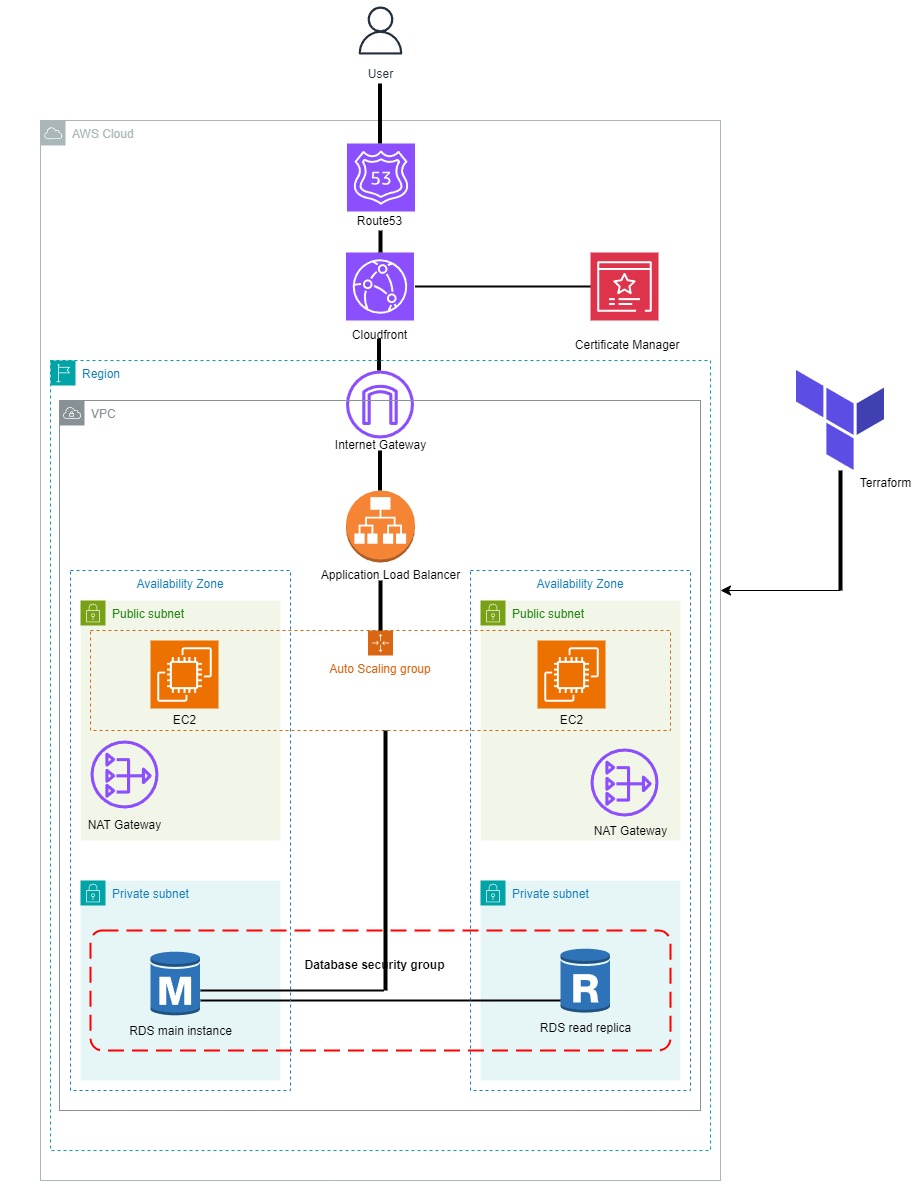 User
AWS Cloud
53
Route53
Cloudfront
Certificate Manager
Region
VPC
Internet Gateway
Terraform
Application Load Balancer
Availability Zone
Availability Zone
Public subnet
Public subnet
Auto Scaling group
EC2
EC2
NAT Gateway
NAT Gateway
Private subnet
Private subnet
Database security group
M
R
RDS main instance
RDS read replica